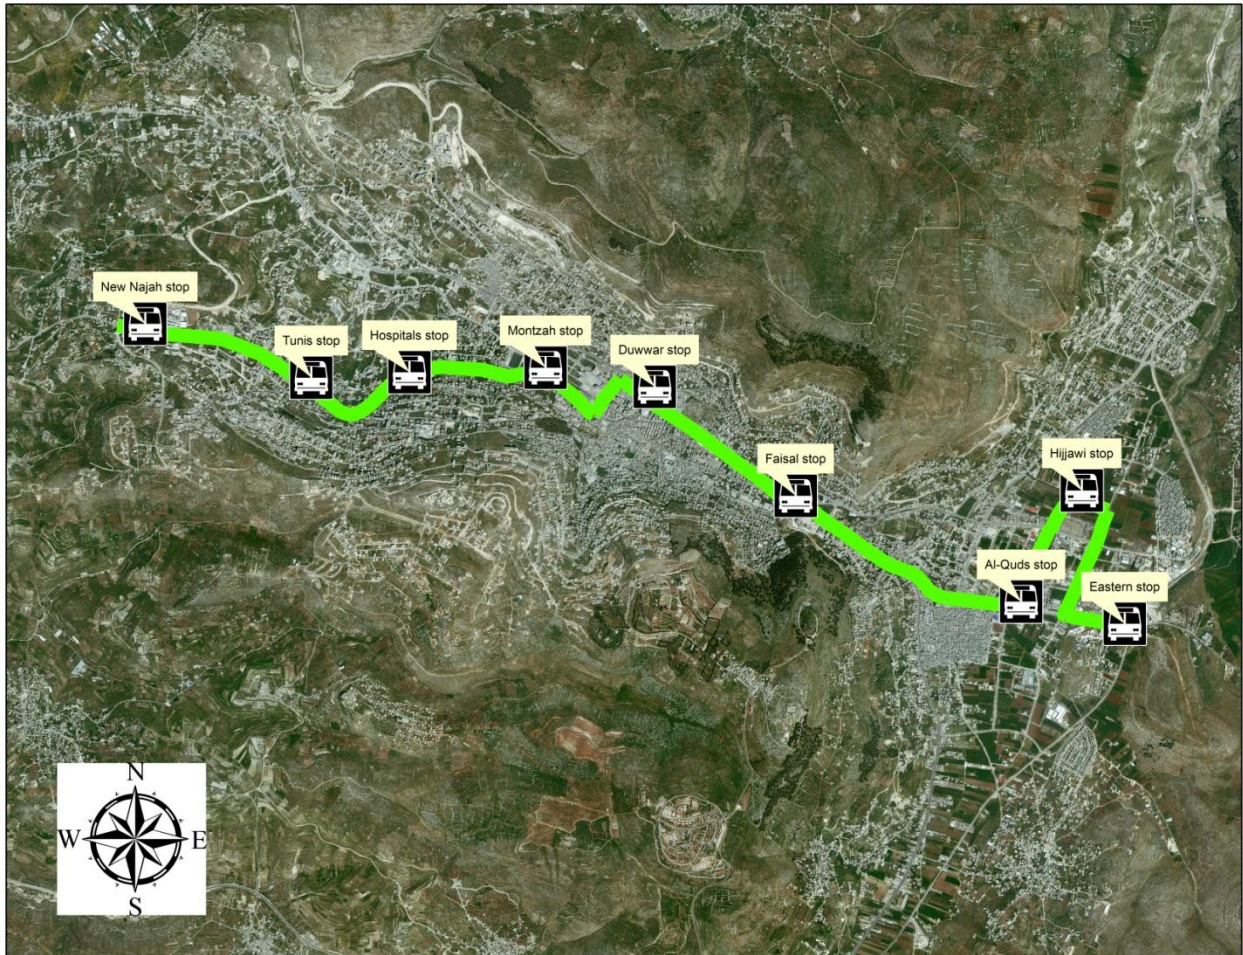 New Najah stop
Tunis stop
Hospitals stop
Montzah stop
Duwwar stop
Faisal stop
Hijjawi stop
Al-Quds stop
Eastern stop
N
W
E
S